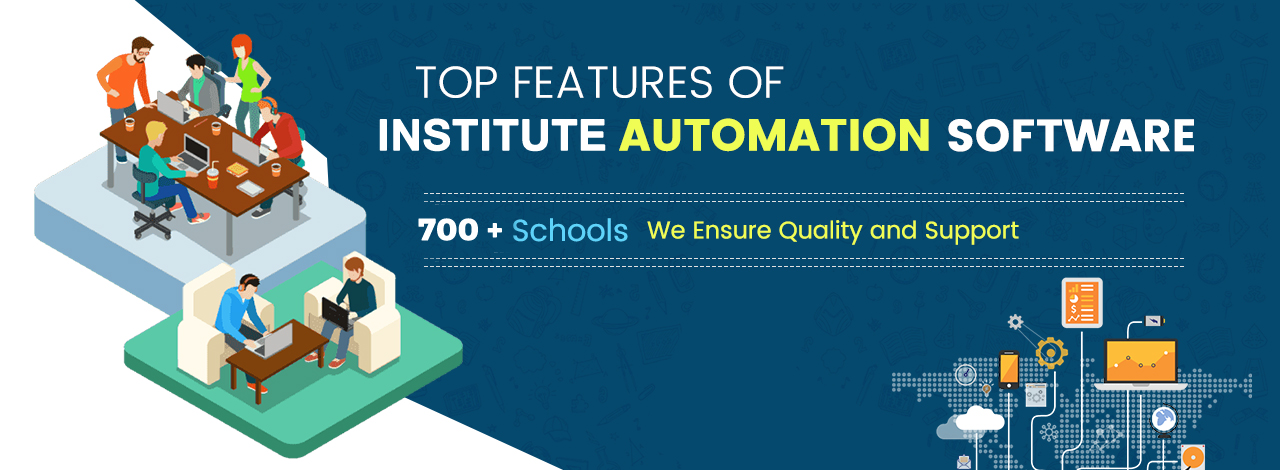 TOP FEATURES OF
INSTITUTE AUTOMATION SOFTWARE
700 + Schools We Ensure Quality and Support